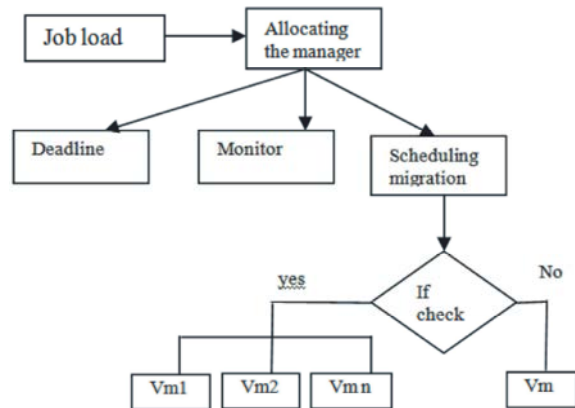 Job load
Allocating
the manager
Deadline
Monitor
Scheduling
migration
yes
If
check
No
Vm1
Vm2
Vm n
Vm